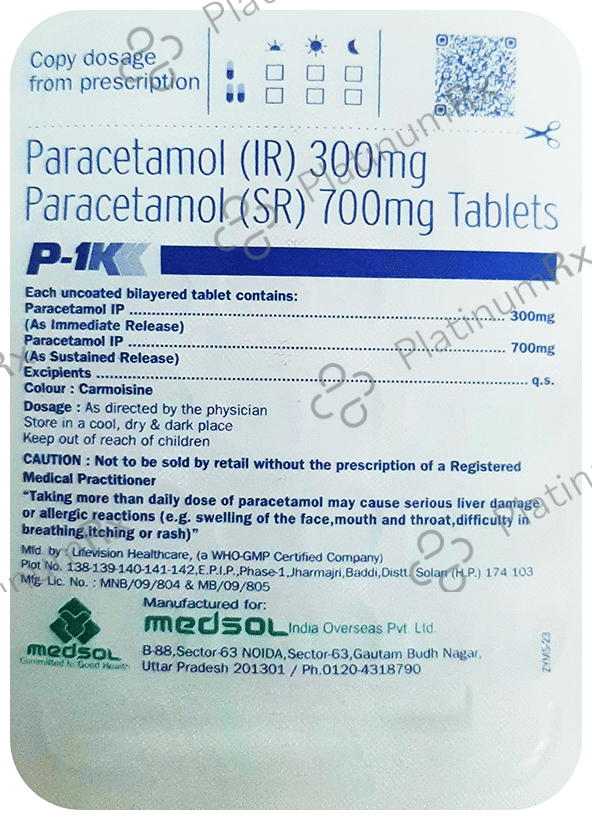 Copy dosage
from prescription
Paracetamol (IR) 300mg
Paracetamol (SR) 700mg Tablets
P-1K
Each uncoated bilayered tablet contains:
Paracetamol IP ........ 300mg
(As Immediate Release)
Paracetamol IP ........ 700mg
(As Sustained Release)
Excipients ........ q.s.
Colour : Carmoisine
Dosage : As directed by the physician
Store in a cool, dry & dark place
Keep out of reach of children
CAUTION : Not to be sold by retail without the prescription of a Registered
Medical Practitioner
“Taking more than daily dose of paracetamol may cause serious liver damage
or allergic reactions (e.g. swelling of the face,mouth and throat,difficulty in
breathing,itching or rash)”
Mfd. by : Lifevision Healthcare, (a WHO-GMP Certified Company)
Plot No. 138-139-140-141-142,E.P.I.P.,Phase-1,Jharmajri,Baddi,Distt. Solan (H.P.) 174 103
Mfg. Lic. No. : MNB/09/804 & MB/09/805
Manufactured for:
medsol India Overseas Pvt. Ltd.
B-88,Sector-63 NOIDA,Sector-63,Gautam Budh Nagar,
Uttar Pradesh 201301 / Ph.0120-4318790
medsol
Committed to Good Health
ZYM/S-23
PlatinumRx
PlatinumRx
PlatinumRx